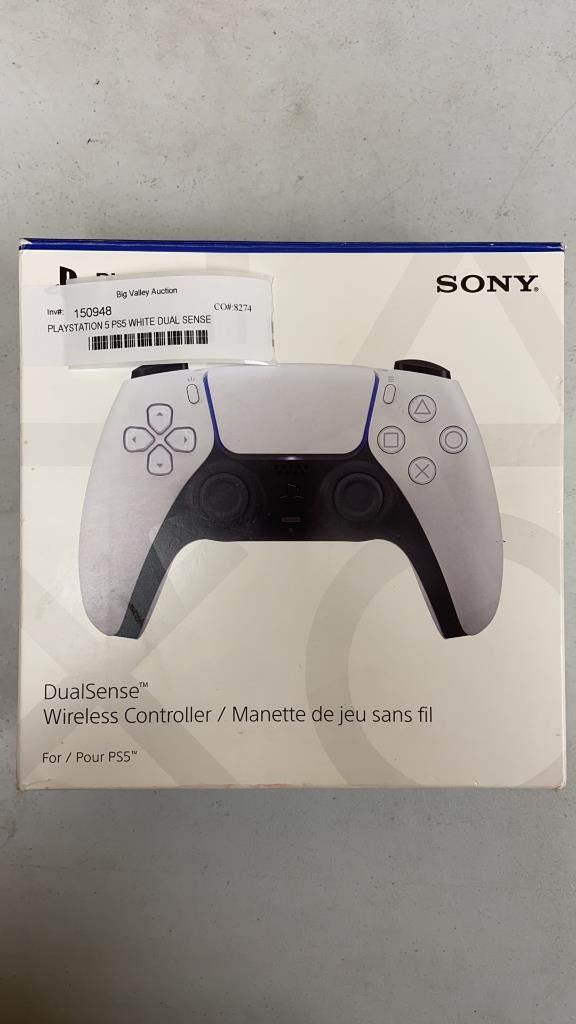 SONY®
Big Valley Auction
Inv#: 150948 CO#:8274
PLAYSTATION 5 PS5 WHITE DUAL SENSE
DualSense™
Wireless Controller / Manette de jeu sans fil
For / Pour PS5™